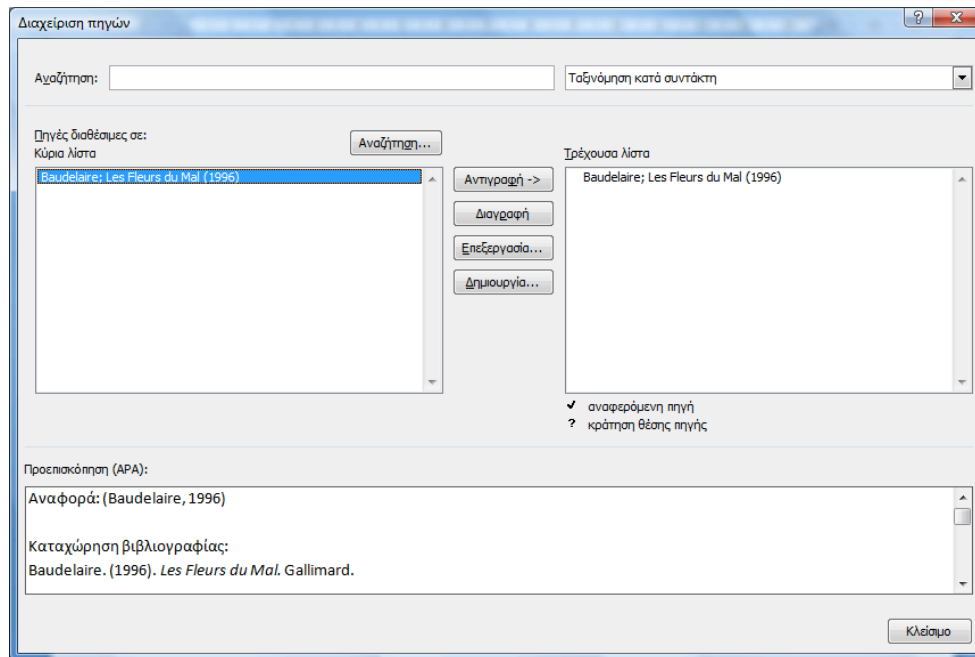 Διαχείριση πηγών
Αναζήτηση:
Ταξινόμηση κατά συντάκτη
Πηγές διαθέσιμες σε:
Κύρια λίστα
Αναζήτηση...
Τρέχουσα λίστα
Baudelaire; Les Fleurs du Mal (1996)
Αντιγραφή ->
Διαγραφή
Επεξεργασία...
Δημιουργία...
Baudelaire; Les Fleurs du Mal (1996)
αναφερόμενη πηγή
? κράτηση θέσης πηγής
Προεπισκόπηση (APA):
Αναφορά: (Baudelaire, 1996)
Καταχώρηση βιβλιογραφίας:
Baudelaire. (1996). Les Fleurs du Mal. Gallimard.
Κλείσιμο